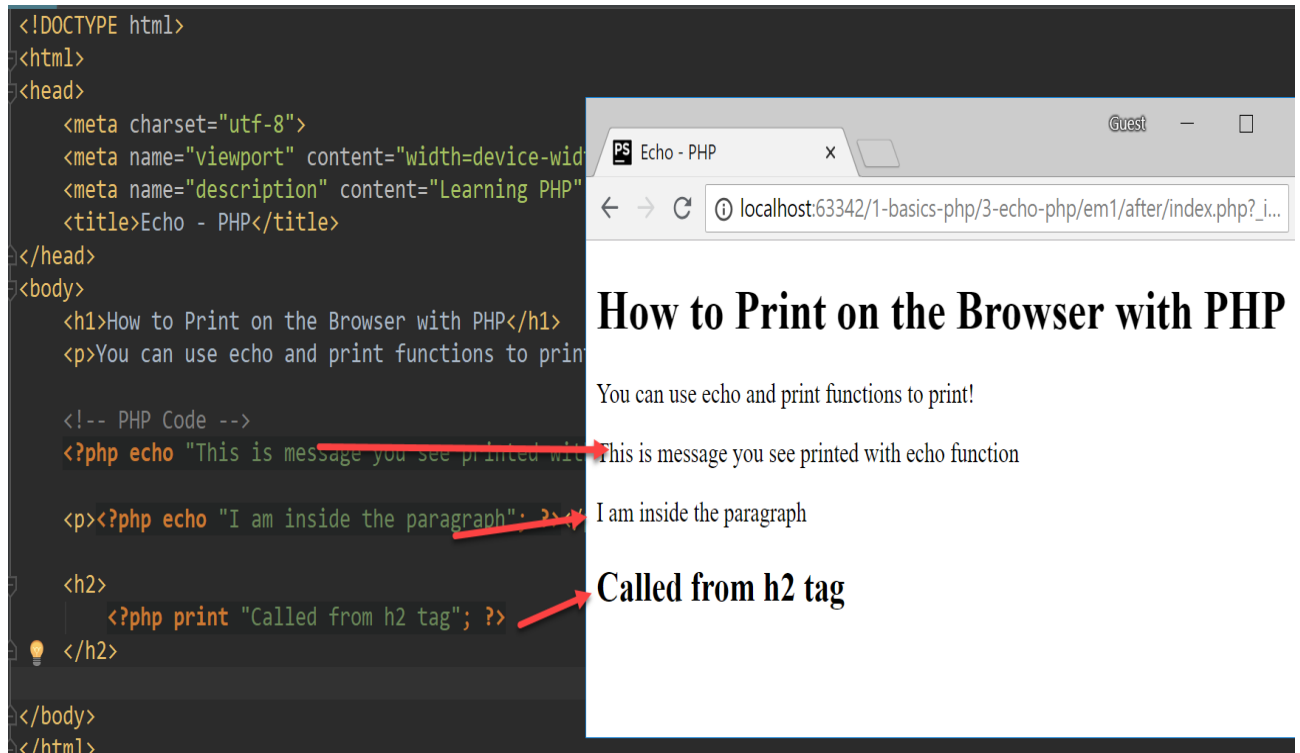 <!DOCTYPE html>
<html>
<head>
<meta charset="utf-8">
<meta name="viewport" content="width=device-wid
<meta name="description" content="Learning PHP"
<title>Echo - PHP</title>
</head>
<body>
<h1>How to Print on the Browser with PHP</h1>
<p>You can use echo and print functions to prin
<!-- PHP Code -->
<?php echo "This is message you see printed wit
<p><?php echo "I am inside the paragraph"; ?></
<h2>
<?php print "Called from h2 tag"; ?>
</h2>
</body>
</html>
Guest
PS Echo - PHP
localhost:63342/1-basics-php/3-echo-php/em1/after/index.php?_i...
How to Print on the Browser with PHP
You can use echo and print functions to print!
This is message you see printed with echo function
I am inside the paragraph
Called from h2 tag